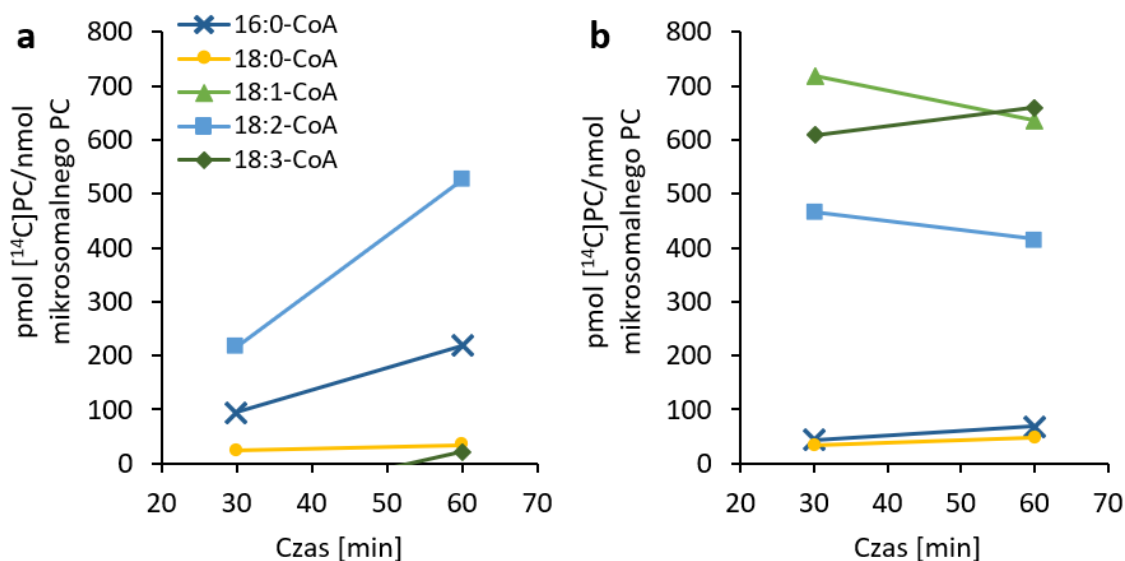 a
16:0-CoA
18:0-CoA
18:1-CoA
18:2-CoA
18:3-CoA
pmol [¹⁴C]PC/nmol
mikrosomalnego PC
800
700
600
500
400
300
200
100
0
20 30 40 50 60 70
Czas [min]
b
pmol [¹⁴C]PC/nmol
mikrosomalnego PC
800
700
600
500
400
300
200
100
0
20 30 40 50 60 70
Czas [min]